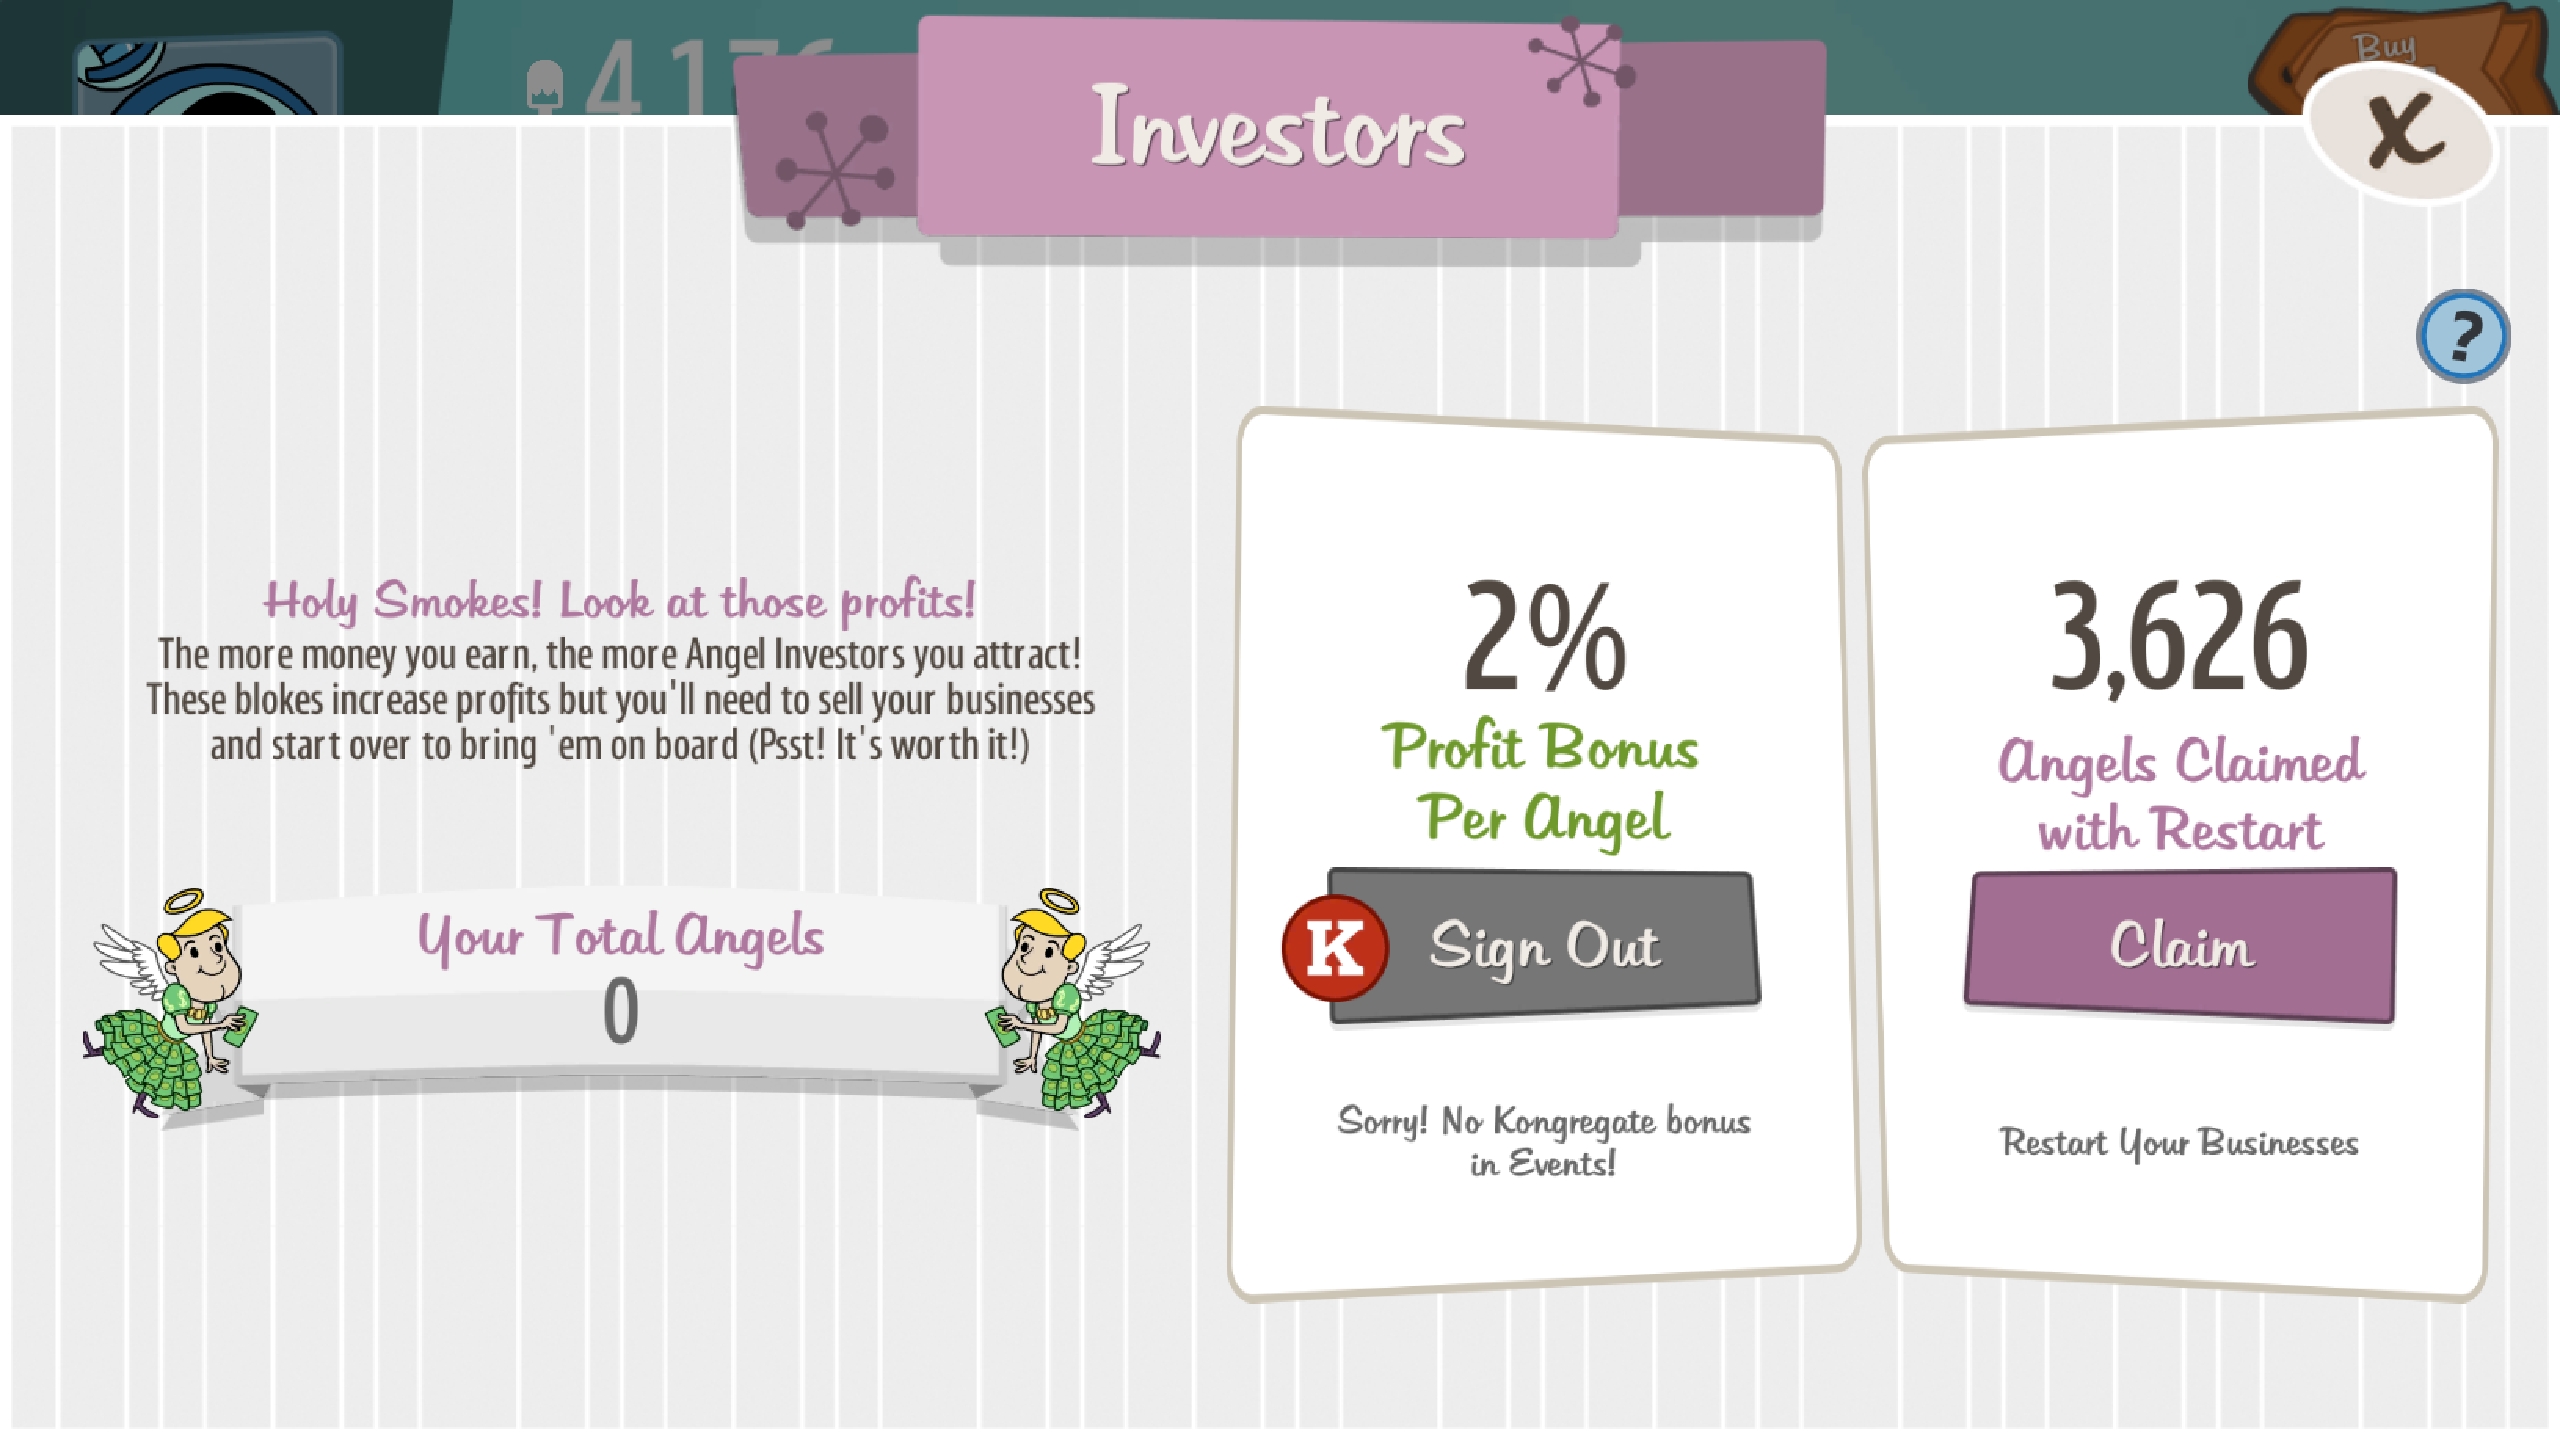 Buy
Investors
X
?
Holy Smokes! Look at those profits!
The more money you earn, the more Angel Investors you attract!
These blokes increase profits but you'll need to sell your businesses
and start over to bring 'em on board (Psst! It's worth it!)
Your Total Angels
0
2%
Profit Bonus
Per Angel
K
Sign Out
Sorry! No Kongregate bonus
in Events!
3,626
Angels Claimed
with Restart
Claim
Restart Your Businesses